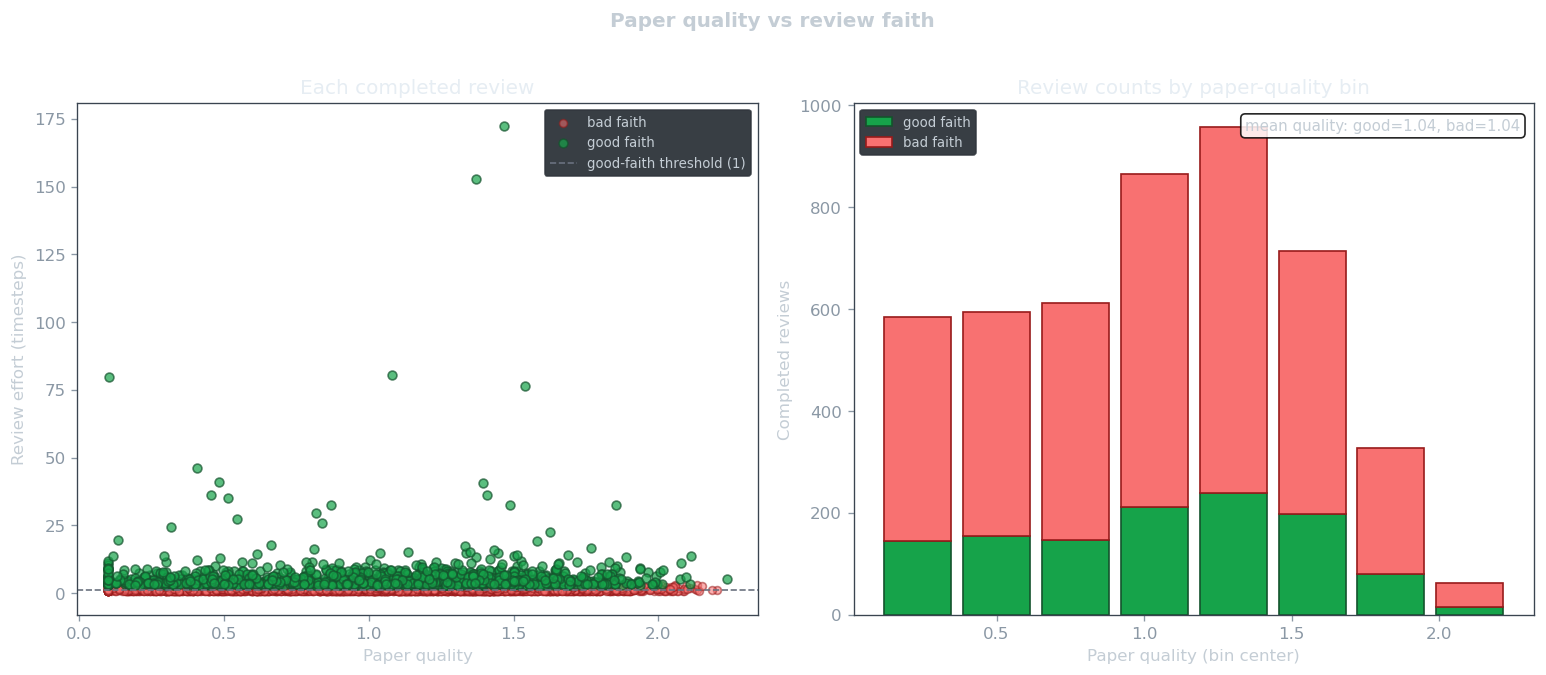 Paper quality vs review faith
Each completed review
175
150
125
100
75
50
25
0
Review effort (timesteps)
0.0
0.5
1.0
1.5
2.0
Paper quality
bad faith
good faith
good-faith threshold (1)
Review counts by paper-quality bin
1000
800
600
400
200
0
Completed reviews
0.5
1.0
1.5
2.0
Paper quality (bin center)
good faith
bad faith
mean quality: good=1.04, bad=1.04